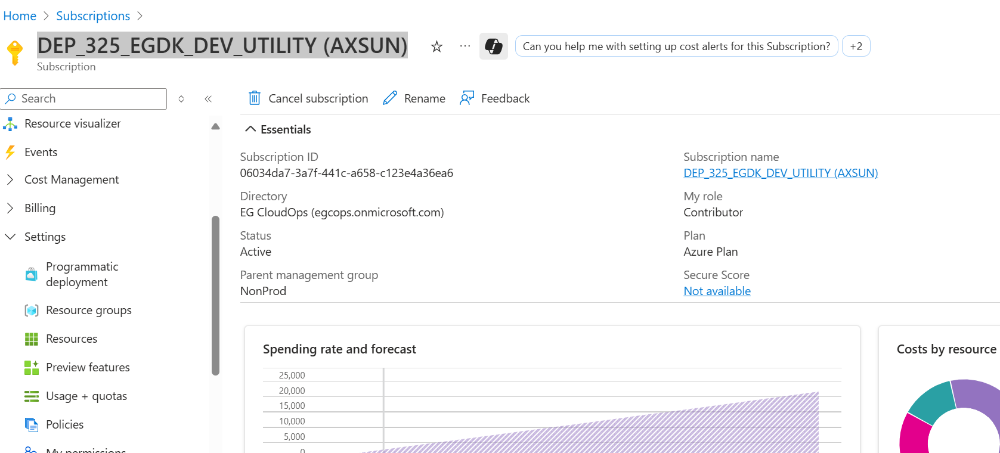 Home > Subscriptions >
DEP_325_EGDK_DEV_UTILITY (AXSUN)
Can you help me with setting up cost alerts for this Subscription?
+2
Subscription
Search
Resource visualizer
Events
Cost Management
Billing
Settings
Programmatic
deployment
Resource groups
Resources
Preview features
Usage + quotas
Policies
My permissions
Cancel subscription
Rename
Feedback
Essentials
Subscription ID
06034da7-3a7f-441c-a658-c123e4a36ea6
Directory
EG CloudOps (egcops.onmicrosoft.com)
Status
Active
Parent management group
NonProd
Subscription name
DEP_325_EGDK_DEV_UTILITY (AXSUN)
My role
Contributor
Plan
Azure Plan
Secure Score
Not available
Spending rate and forecast
25,000
20,000
15,000
10,000
5,000
0
Costs by resource